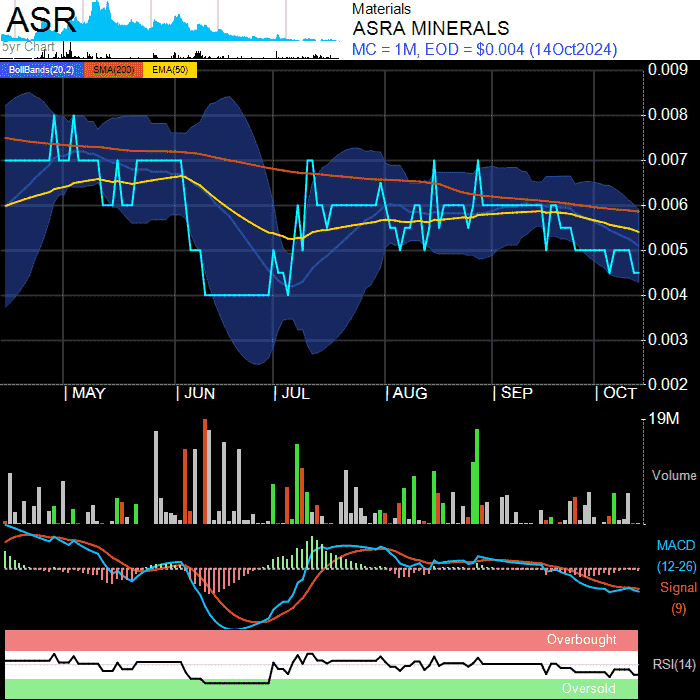 ASR
5yr Chart
Materials
ASRA MINERALS
MC = 1M, EOD = $0.004 (14Oct2024)
BollBands(20,2) SMA(200) EMA(50)
0.009
0.008
0.007
0.006
0.005
0.004
0.003
0.002
| MAY | JUN | JUL | AUG | SEP | OCT
19M
Volume
MACD
(12-26)
Signal
(9)
Overbought
RSI(14)
Oversold